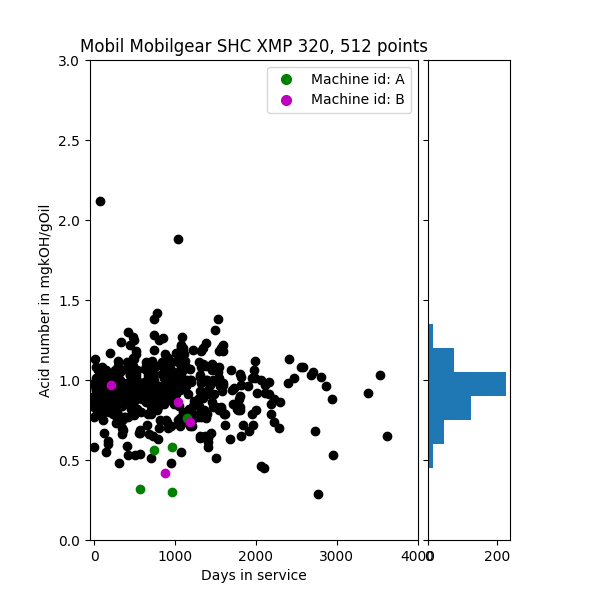 Mobil Mobilgear SHC XMP 320, 512 points
Machine id: A
Machine id: B
3.0
2.5
2.0
1.5
1.0
0.5
0.0
Acid number in mgkOH/gOil
0 1000 2000 3000 4000
0 200
Days in service